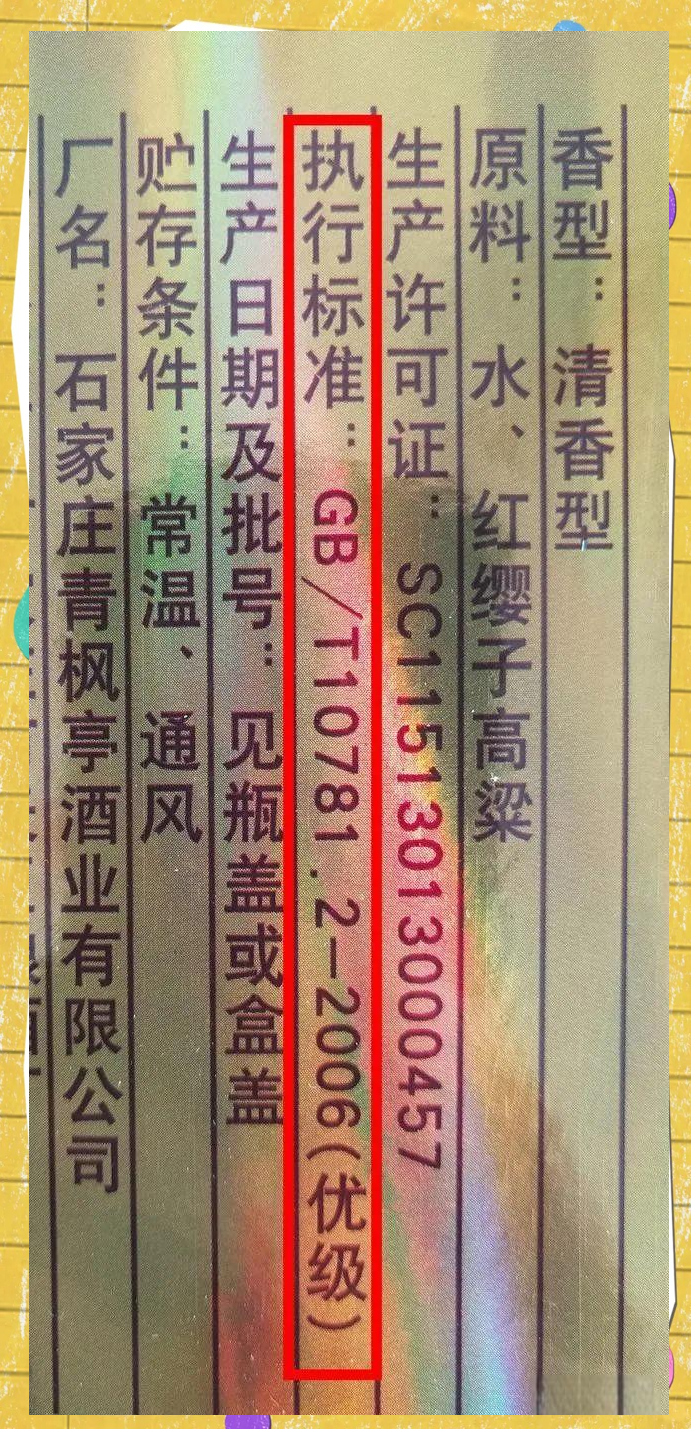 香型：清香型
原料：水、红缨子高粱
生产许可证：SC11513013000457
执行标准：GB/T10781.2-2006(优级)
生产日期及批号：见瓶盖或盒盖
贮存条件：常温、通风
厂名：石家庄青枫亭酒业有限公司